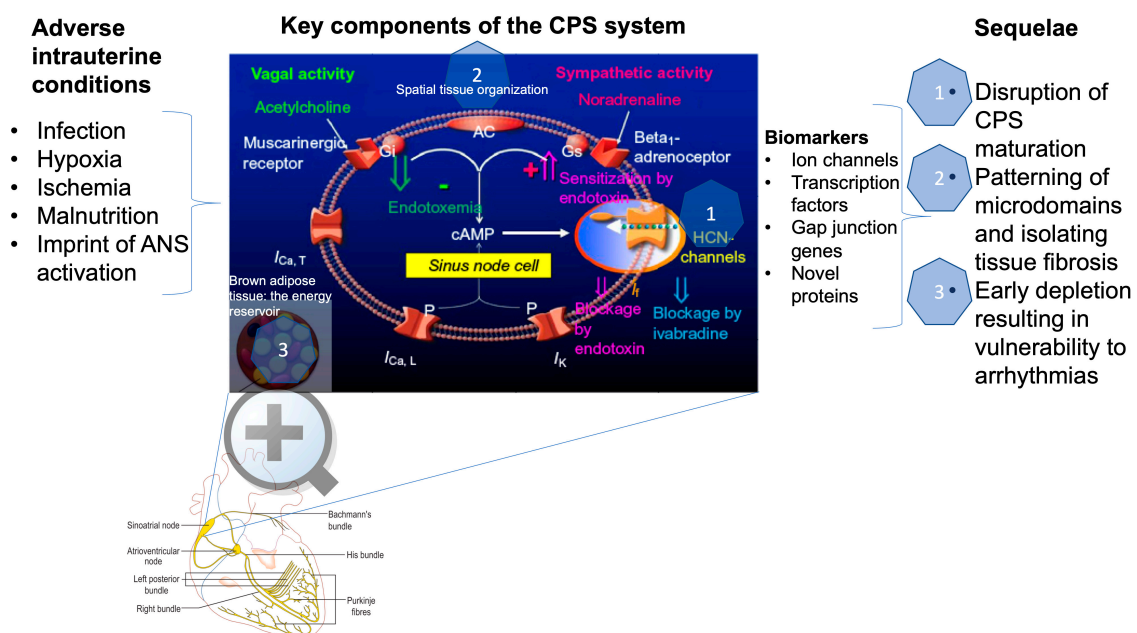 Adverse
intrauterine
conditions
• Infection
• Hypoxia
• Ischemia
• Malnutrition
• Imprint of ANS
activation
Key components of the CPS system
Vagal activity
2
Spatial tissue organization
Sympathetic activity
Acetylcholine
Noradrenaline
Muscarinergic
receptor
Gi
AC
Gs
Beta1-
adrenoceptor
-
+
Sensitization by
endotoxin
Endotoxemia
cAMP
1
HCN-
channels
ICa, T
Sinus node cell
Brown adipose
tissue: the energy
reservoir
3
P
P
If
Blockage
by
endotoxin
Blockage by
ivabradine
ICa, L
IK
Biomarkers
• Ion channels
• Transcription
factors
• Gap junction
genes
• Novel
proteins
Sequelae
1 • Disruption of
CPS
maturation
2 • Patterning of
microdomains
and isolating
tissue fibrosis
3 • Early depletion
resulting in
vulnerability to
arrhythmias
Sinoatrial node
Atrioventricular
node
Left posterior
bundle
Right bundle
Bachmann's
bundle
His bundle
Purkinje
fibres